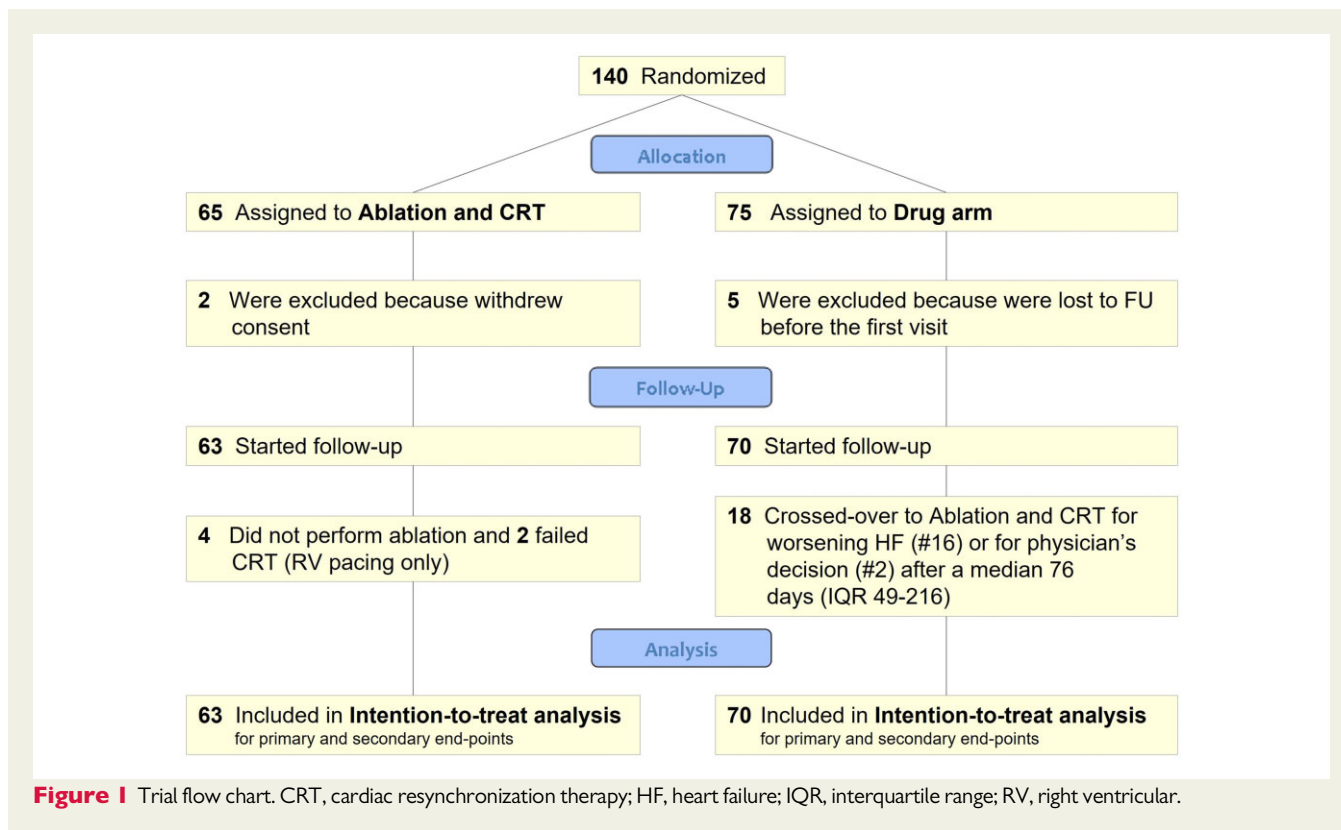 140 Randomized
Allocation
65 Assigned to Ablation and CRT
75 Assigned to Drug arm
2 Were excluded because withdrew
consent
5 Were excluded because were lost to FU
before the first visit
Follow-Up
63 Started follow-up
70 Started follow-up
4 Did not perform ablation and 2 failed
CRT (RV pacing only)
18 Crossed-over to Ablation and CRT for
worsening HF (#16) or for physician's
decision (#2) after a median 76
days (IQR 49-216)
Analysis
63 Included in Intention-to-treat analysis
for primary and secondary end-points
70 Included in Intention-to-treat analysis
for primary and secondary end-points
Figure 1 Trial flow chart. CRT, cardiac resynchronization therapy; HF, heart failure; IQR, interquartile range; RV, right ventricular.